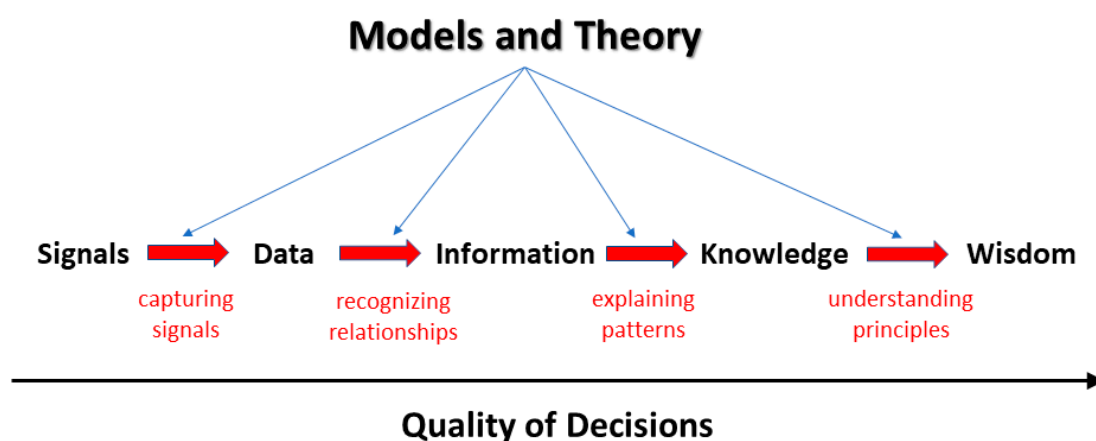 Models and Theory
Signals
Data
Information
Knowledge
Wisdom
capturing
signals
recognizing
relationships
explaining
patterns
understanding
principles
Quality of Decisions